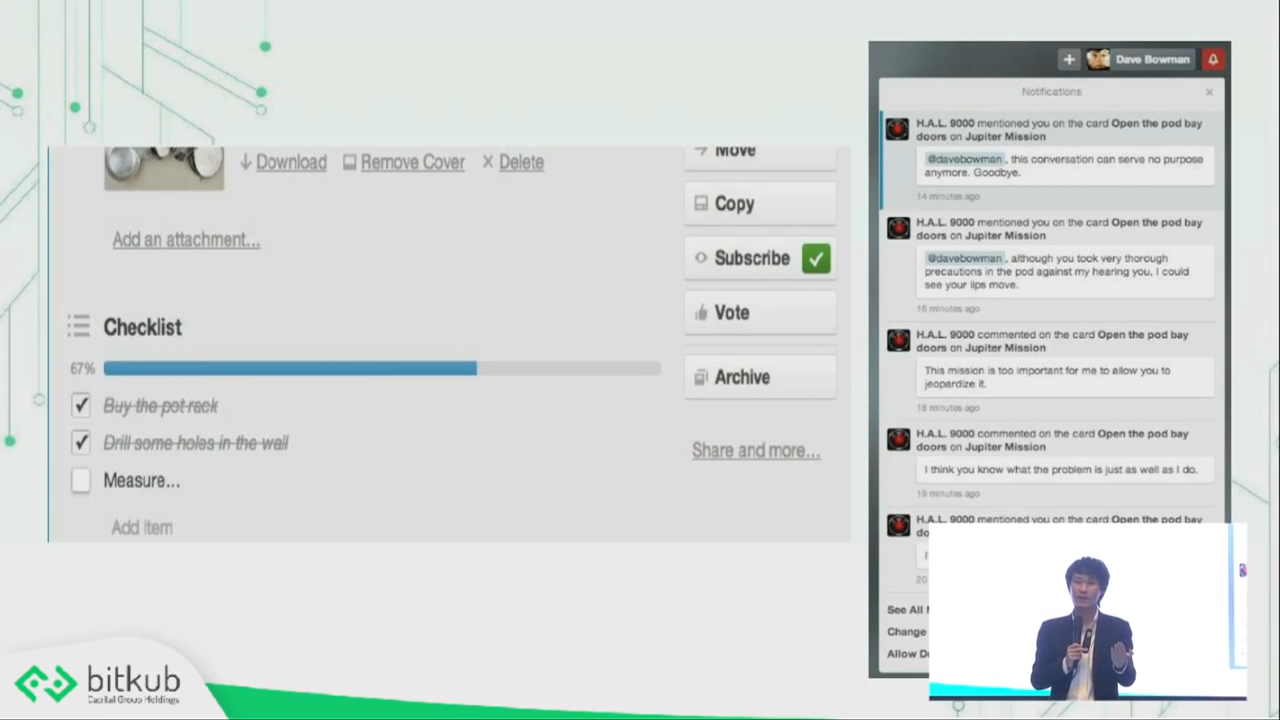 Download
Remove Cover
Delete
Add an attachment...
Checklist
67%
Buy the pot rack
Drill some holes in the wall
Measure...
Add item
Move
Copy
Subscribe
Vote
Archive
Share and more...
Dave Bowman
Notifications
H.A.L. 9000 mentioned you on the card Open the pod bay
doors on Jupiter Mission
@davebowman, this conversation can serve no purpose
anymore. Goodbye.
14 minutes ago
H.A.L. 9000 mentioned you on the card Open the pod bay
doors on Jupiter Mission
@davebowman, although you took very thorough
precautions in the pod against my hearing you, I could
see your lips move.
16 minutes ago
H.A.L. 9000 commented on the card Open the pod bay
doors on Jupiter Mission
This mission is too important for me to allow you to
jeopardize it.
18 minutes ago
H.A.L. 9000 commented on the card Open the pod bay
doors on Jupiter Mission
I think you know what the problem is just as well as I do.
19 minutes ago
H.A.L. 9000 mentioned you on the card Open the pod bay
20
See All
Change
Allow
bitkub
Capital Group Holdings